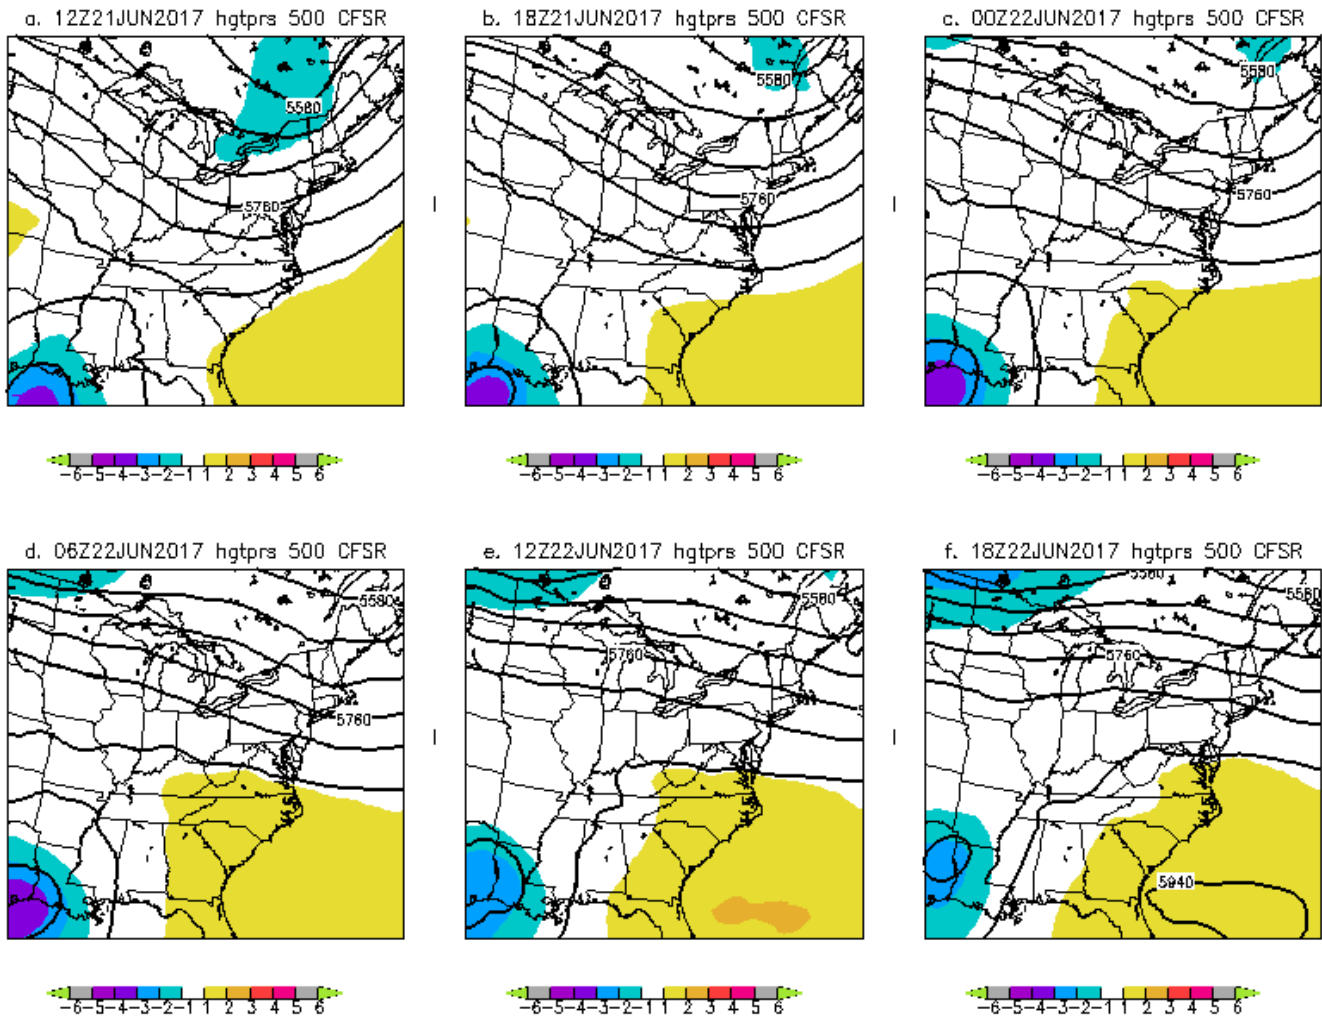 a. 12Z21JUN2017 hgtprs 500 CFSR
b. 18Z21JUN2017 hgtprs 500 CFSR
c. 00Z22JUN2017 hgtprs 500 CFSR
5580
5760
5580
5760
5580
5760
-6 -5 -4 -3 -2 -1 1 2 3 4 5 6
-6 -5 -4 -3 -2 -1 1 2 3 4 5 6
-6 -5 -4 -3 -2 -1 1 2 3 4 5 6
d. 06Z22JUN2017 hgtprs 500 CFSR
e. 12Z22JUN2017 hgtprs 500 CFSR
f. 18Z22JUN2017 hgtprs 500 CFSR
5580
5760
5580
5760
5580
5580
5760
5940
-6 -5 -4 -3 -2 -1 1 2 3 4 5 6
-6 -5 -4 -3 -2 -1 1 2 3 4 5 6
-6 -5 -4 -3 -2 -1 1 2 3 4 5 6